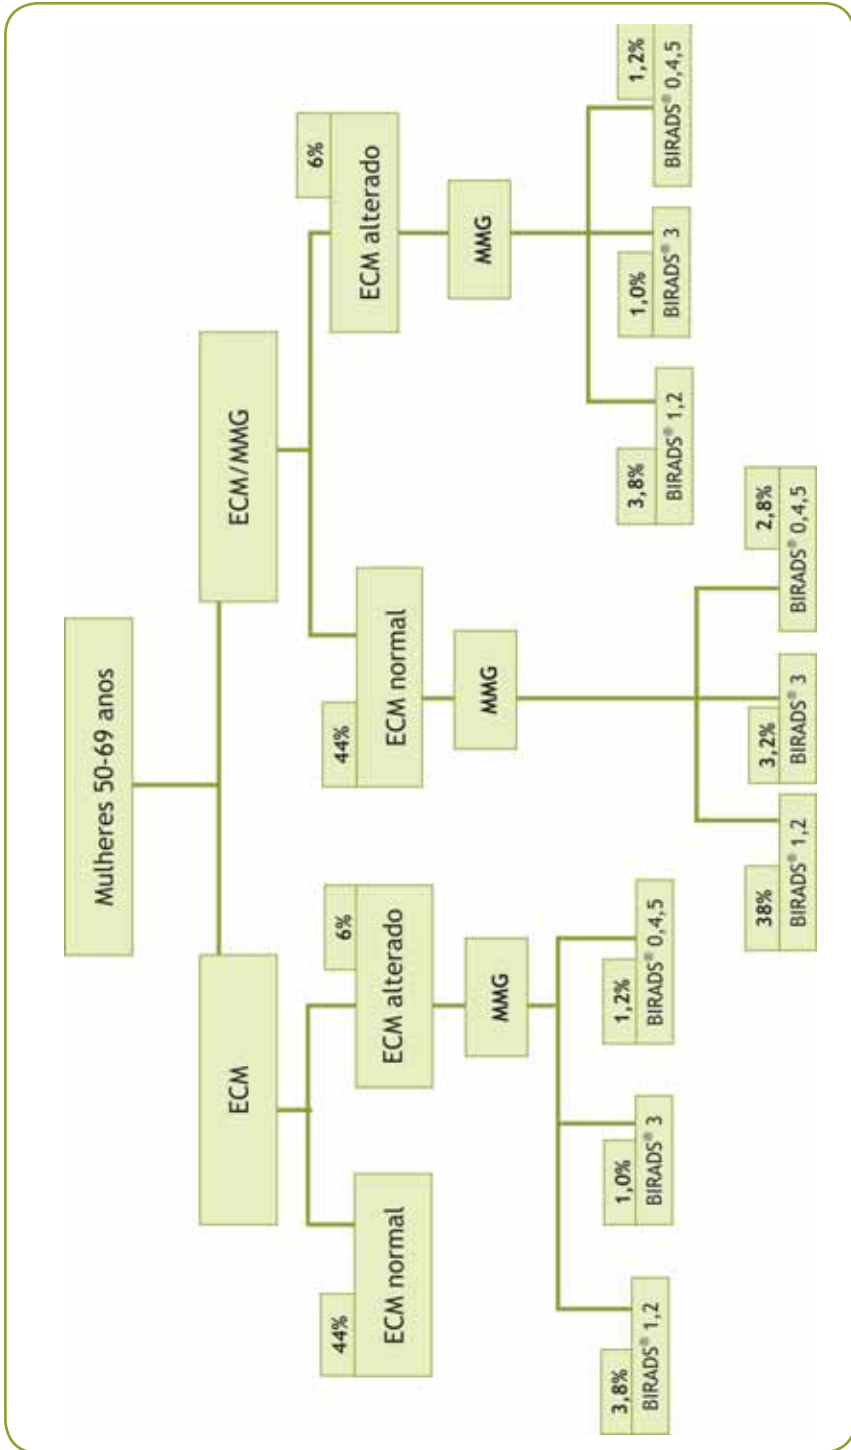 Mulheres 50-69 anos
ECM
ECM/MMG
44%
ECM normal
6%
ECM alterado
44%
ECM normal
6%
ECM alterado
MMG
MMG
MMG
3,8%
BIRADS® 1,2
1,0%
BIRADS® 3
1,2%
BIRADS® 0,4,5
38%
BIRADS® 1,2
3,2%
BIRADS® 3
2,8%
BIRADS® 0,4,5
3,8%
BIRADS® 1,2
1,0%
BIRADS® 3
1,2%
BIRADS® 0,4,5